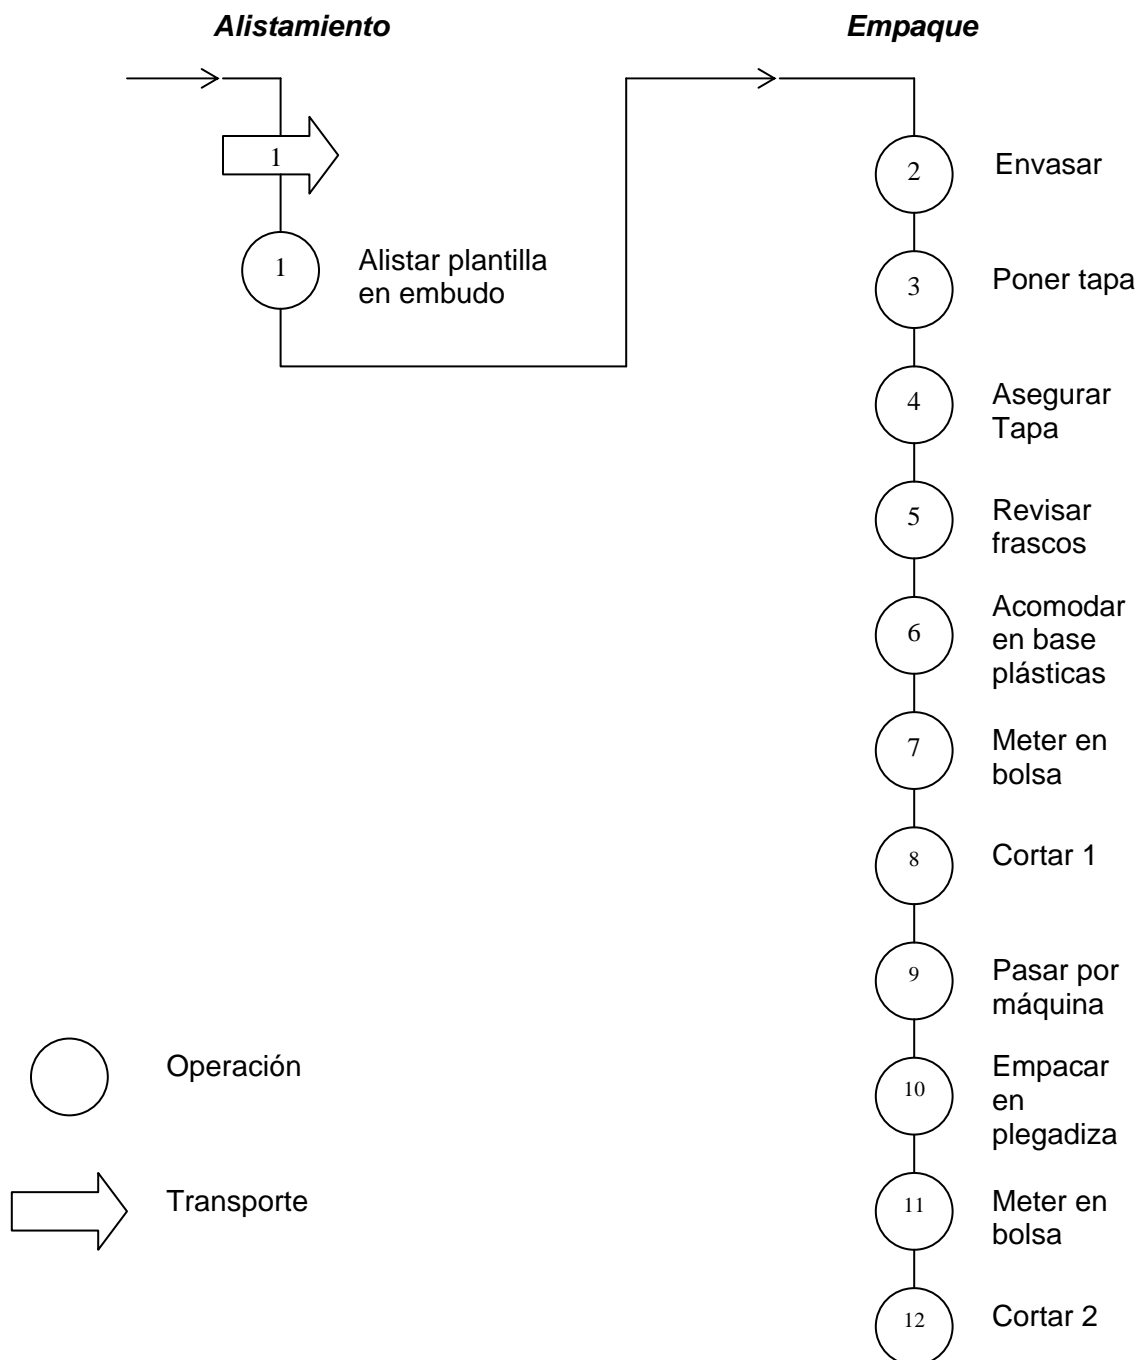 Alistamiento
Empaque
1
1
Alistar plantilla
en embudo
2
Envasar
3
Poner tapa
4
Asegurar
Tapa
5
Revisar
frascos
6
Acomodar
en base
plásticas
7
Meter en
bolsa
8
Cortar 1
9
Pasar por
máquina
10
Empacar
en
plegadiza
11
Meter en
bolsa
12
Cortar 2
Operación
Transporte